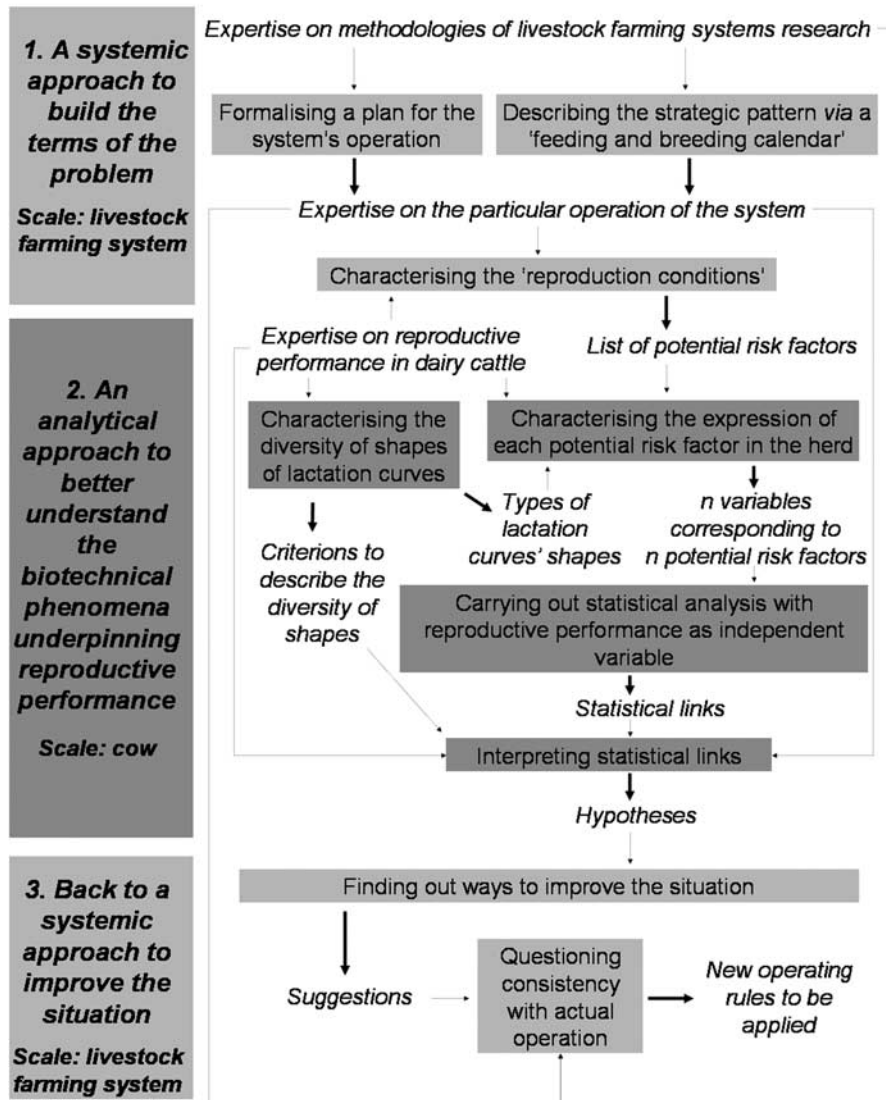 1. A systemic
approach to
build the
terms of the
problem
Scale: livestock
farming system
Expertise on methodologies of livestock farming systems research
Formalising a plan for the
system's operation
Describing the strategic pattern via a
'feeding and breeding calendar'
Expertise on the particular operation of the system
Characterising the 'reproduction conditions'
2. An
analytical
approach to
better
understand
the
biotechnical
phenomena
underpinning
reproductive
performance
Scale: cow
Expertise on reproductive
performance in dairy cattle
List of potential risk factors
Characterising the
diversity of shapes
of lactation curves
Characterising the expression of
each potential risk factor in the herd
Criterions to
describe the
diversity of
shapes
Types of
lactation
curves' shapes
n variables
corresponding to
n potential risk factors
Carrying out statistical analysis with
reproductive performance as independent
variable
Statistical links
Interpreting statistical links
Hypotheses
3. Back to a
systemic
approach to
improve the
situation
Scale: livestock
farming system
Finding out ways to improve the situation
Suggestions
Questioning
consistency
with actual
operation
New operating
rules to be
applied